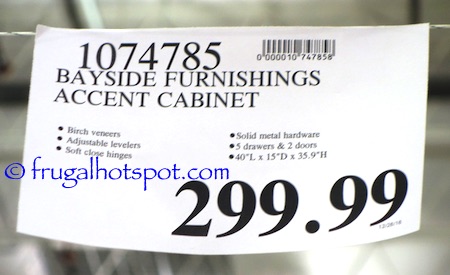 1074785
0"000010"747858"
BAYSIDE FURNISHINGS
ACCENT CABINET
• Birch veneers
• Adjustable levelers
• Soft close hinges
• Solid metal hardware
• 5 drawers & 2 doors
• 40"L x 15"D x 35.9"H
© frugalhotspot.com
299.99